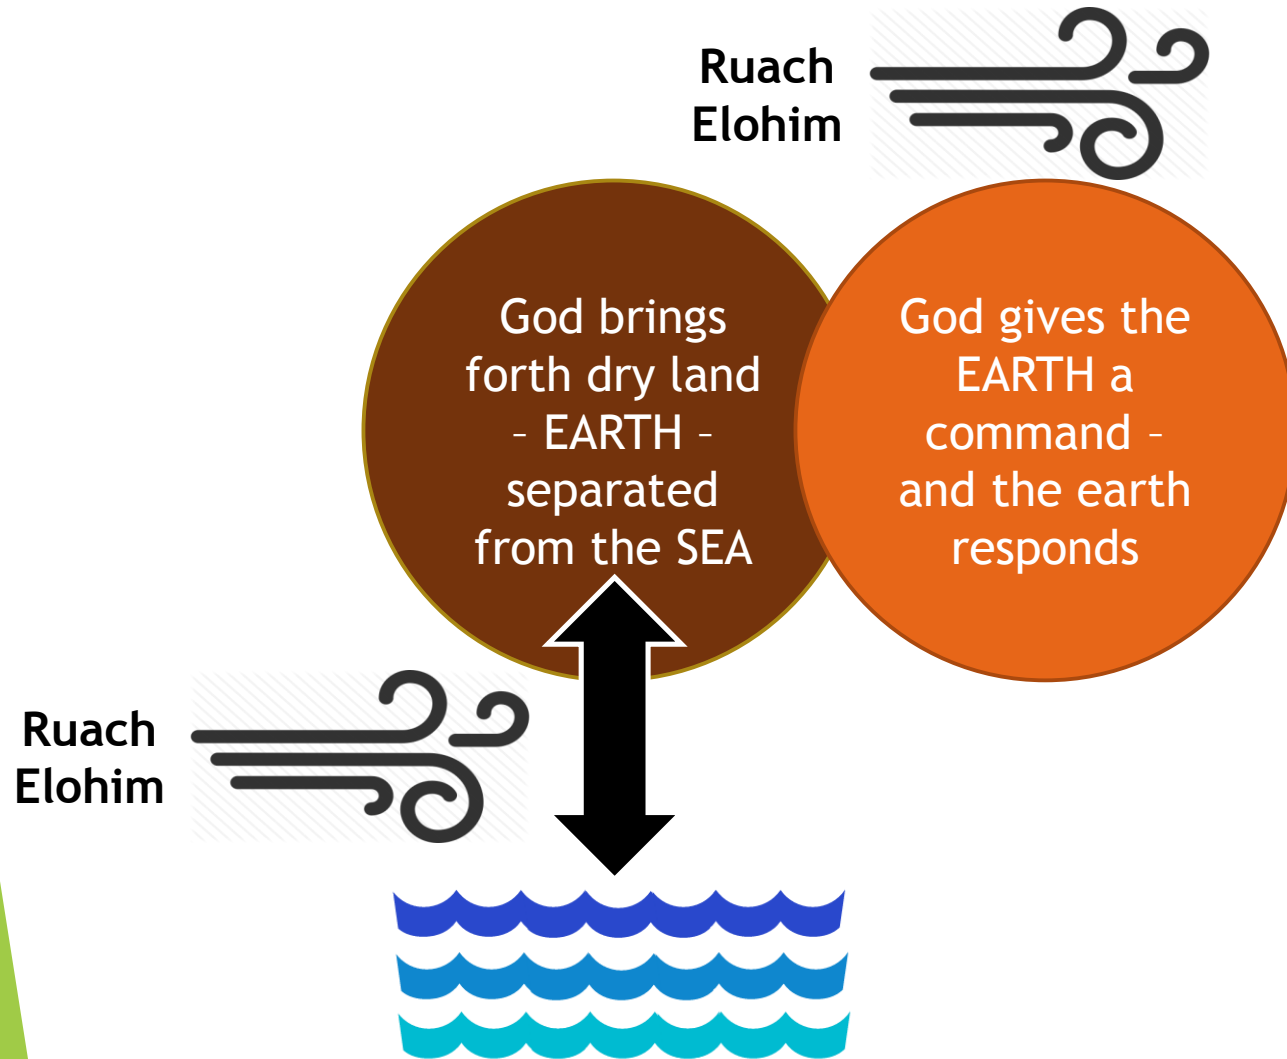 Ruach
Elohim
God brings
forth dry land
– EARTH –
separated
from the SEA
God gives the
EARTH a
command –
and the earth
responds
Ruach
Elohim